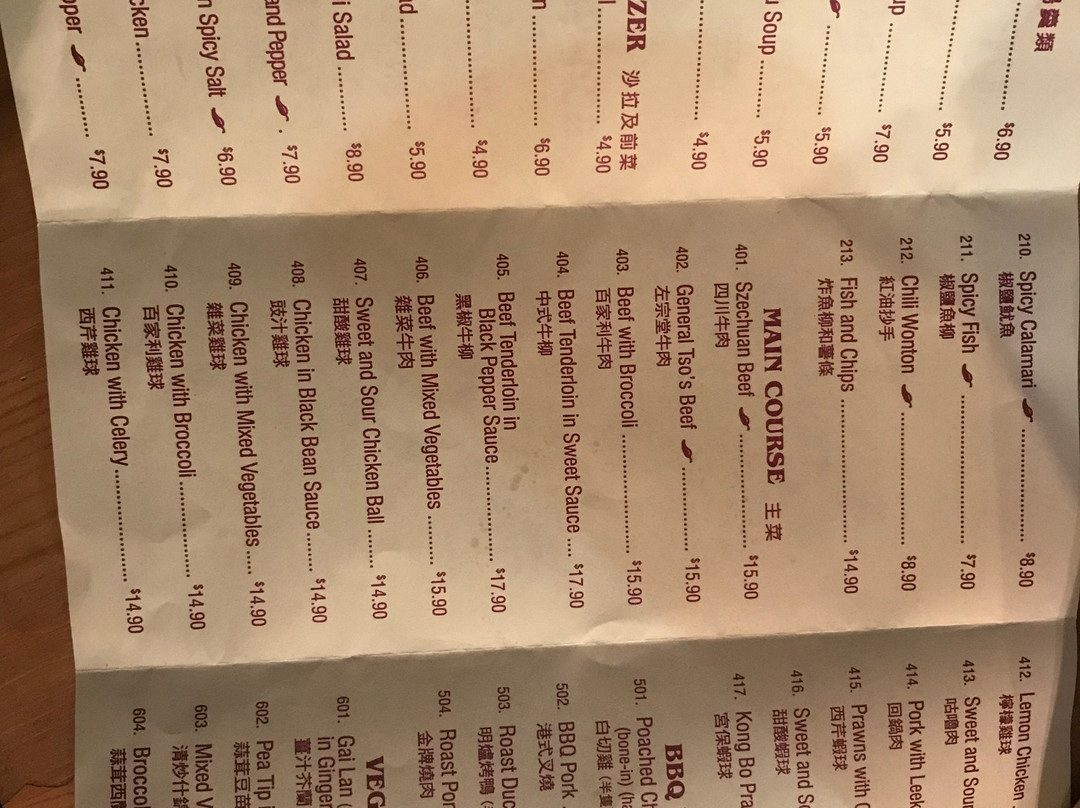 羹類
.......... $6.90
.......... $5.90
up .......... $7.90
.......... $5.90
Soup .......... $5.90
.......... $4.90
ZER 沙拉及前菜
.......... $4.90
.......... $6.90
.......... $4.90
.......... $5.90
Salad .......... $8.90
and Pepper . $7.90
Spicy Salt $6.90
cken .......... $7.90
pper .......... $7.90
210. Spicy Calamari .......... $8.90
椒鹽魷魚
211. Spicy Fish .......... $7.90
椒鹽魚柳
212. Chili Wonton .......... $8.90
紅油抄手
213. Fish and Chips .......... $14.90
炸魚柳和薯條
MAIN COURSE 主菜
401. Szechuan Beef .......... $15.90
四川牛肉
402. General Tso's Beef .......... $15.90
左宗堂牛肉
403. Beef with Broccoli .......... $15.90
百家利牛肉
404. Beef Tenderloin in Sweet Sauce .... $17.90
中式牛柳
405. Beef Tenderloin in
Black Pepper Sauce .......... $17.90
黑椒牛柳
406. Beef with Mixed Vegetables .......... $15.90
雜菜牛肉
407. Sweet and Sour Chicken Ball ....... $14.90
甜酸雞球
408. Chicken in Black Bean Sauce ....... $14.90
豉汁雞球
409. Chicken with Mixed Vegetables .... $14.90
雜菜雞球
410. Chicken with Broccoli .......... $14.90
百家利雞球
411. Chicken with Celery .......... $14.90
西芹雞球
412. Lemon Chicken
檸檬雞球
413. Sweet and Sour
咕嚕肉
414. Pork with Leek
回鍋肉
415. Prawns with
西芹蝦球
416. Sweet and
甜酸蝦球
417. Kong Bo Pra
宮保蝦球
BBQ
501. Poached Ch
(bone-in) (ha
白切雞 (半隻
502. BBQ Pork
港式叉燒
503. Roast Duc
明爐烤鴨
504. Roast Por
金牌燒肉
VEG
601. Gai Lan
in Ginger
薑汁芥蘭
602. Pea Tip
蒜茸豆苗
603. Mixed V
清炒什錦
604. Broccol
蒜茸西